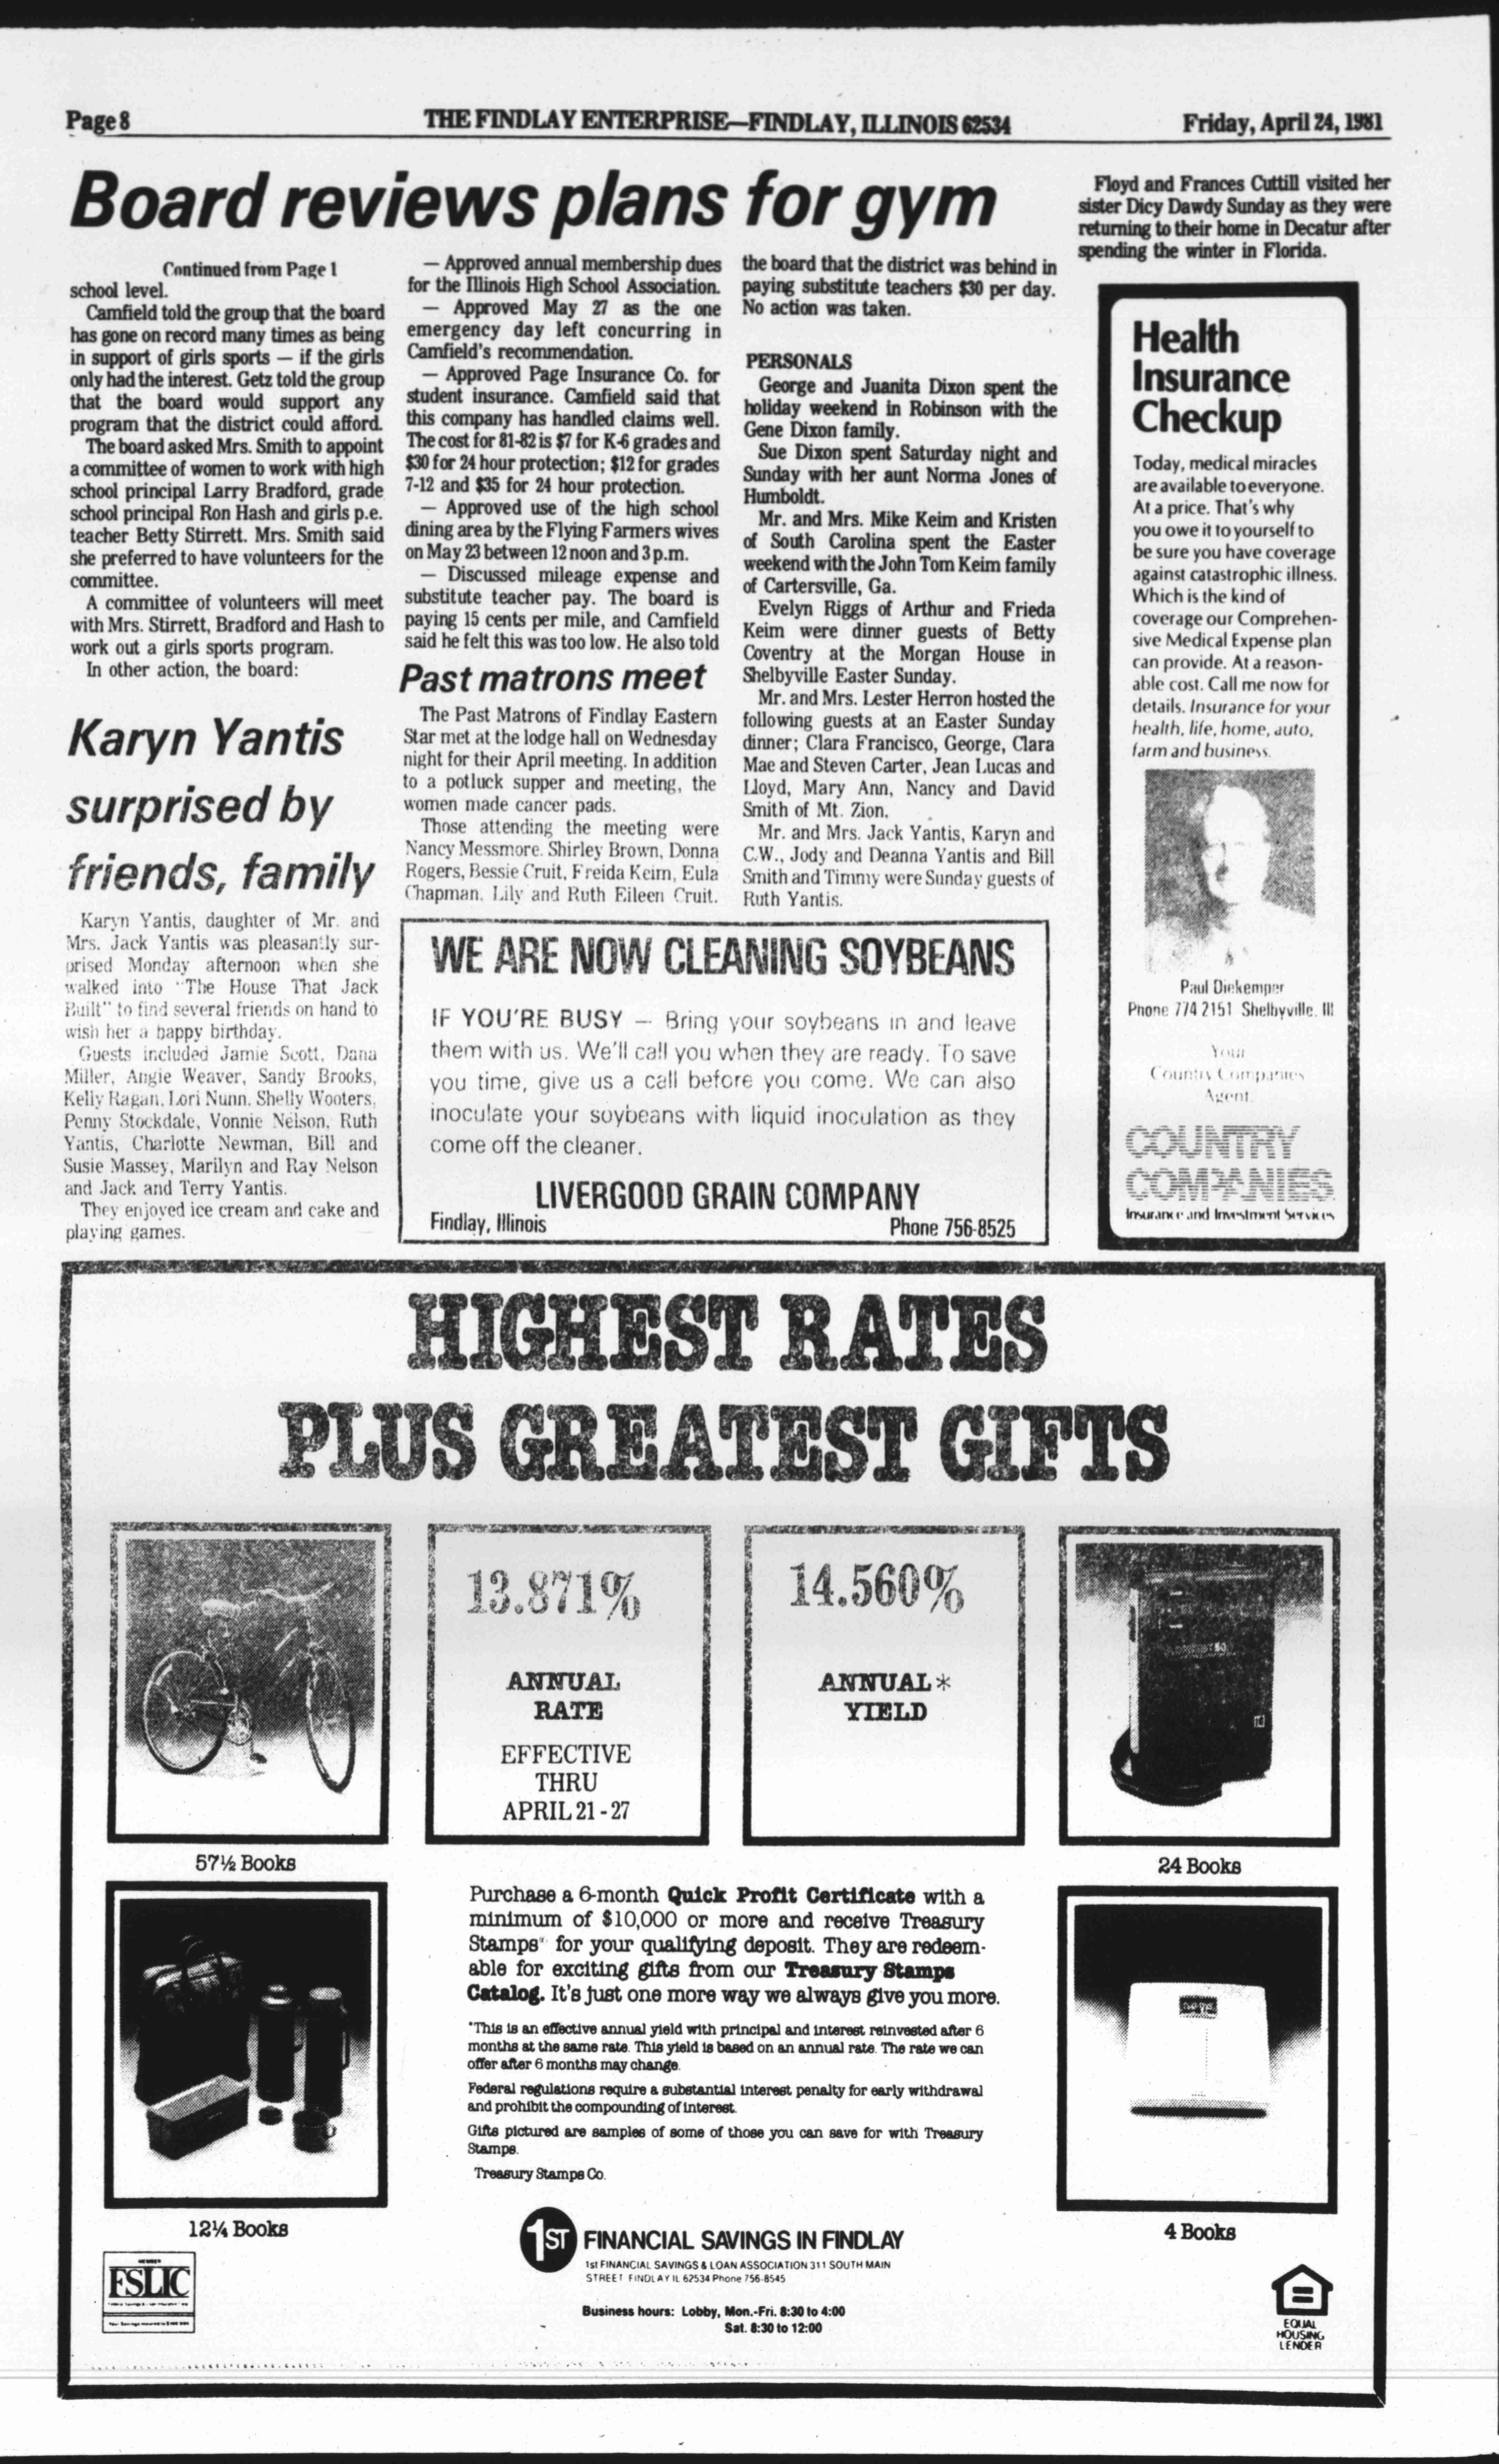 Page 8
THE FINDLAY ENTERPRISE—FINDLAY, ILLINOIS 62534
Friday, April 24, 1981
Board reviews plans for gym
Continued from Page 1
school level.
Camfield told the group that the board
has gone on record many times as being
in support of girls sports — if the girls
only had the interest. Getz told the group
that the board would support any
program that the district could afford.
The board asked Mrs. Smith to appoint
a committee of women to work with high
school principal Larry Bradford, grade
school principal Ron Hash and girls p.e.
teacher Betty Stirrett. Mrs. Smith said
she preferred to have volunteers for the
committee.
A committee of volunteers will meet
with Mrs. Stirrett, Bradford and Hash to
work out a girls sports program.
In other action, the board:
— Approved annual membership dues
for the Illinois High School Association.
— Approved May 27 as the one
emergency day left concurring in
Camfield's recommendation.
— Approved Page Insurance Co. for
student insurance. Camfield said that
this company has handled claims well.
The cost for 81-82 is $7 for K-6 grades and
$30 for 24 hour protection; $12 for grades
7-12 and $35 for 24 hour protection.
— Approved use of the high school
dining area by the Flying Farmers wives
on May 23 between 12 noon and 3 p.m.
— Discussed mileage expense and
substitute teacher pay. The board is
paying 15 cents per mile, and Camfield
said he felt this was too low. He also told
the board that the district was behind in
paying substitute teachers $30 per day.
No action was taken.
Karyn Yantis
surprised by
friends, family
Karyn Yantis, daughter of Mr. and
Mrs. Jack Yantis was pleasantly sur-
prised Monday afternoon when she
walked into "The House That Jack
Built" to find several friends on hand to
wish her a happy birthday.
Guests included Jamie Scott, Dana
Miller, Angie Weaver, Sandy Brooks,
Kelly Ragan, Lori Nunn, Shelly Wooters,
Penny Stockdale, Vonnie Nelson, Ruth
Yantis, Charlotte Newman, Bill and
Susie Massey, Marilyn and Ray Nelson
and Jack and Terry Yantis.
They enjoyed ice cream and cake and
playing games.
Past matrons meet
The Past Matrons of Findlay Eastern
Star met at the lodge hall on Wednesday
night for their April meeting. In addition
to a potluck supper and meeting, the
women made cancer pads.
Those attending the meeting were
Nancy Messmore, Shirley Brown, Donna
Rogers, Bessie Cruit, Freida Keim, Eula
Chapman, Lily and Ruth Eileen Cruit.
PERSONALS
George and Juanita Dixon spent the
holiday weekend in Robinson with the
Gene Dixon family.
Sue Dixon spent Saturday night and
Sunday with her aunt Norma Jones of
Humboldt.
Mr. and Mrs. Mike Keim and Kristen
of South Carolina spent the Easter
weekend with the John Tom Keim family
of Cartersville, Ga.
Evelyn Riggs of Arthur and Frieda
Keim were dinner guests of Betty
Coventry at the Morgan House in
Shelbyville Easter Sunday.
Mr. and Mrs. Lester Herron hosted the
following guests at an Easter Sunday
dinner; Clara Francisco, George, Clara
Mae and Steven Carter, Jean Lucas and
Lloyd, Mary Ann, Nancy and David
Smith of Mt. Zion.
Mr. and Mrs. Jack Yantis, Karyn and
C.W., Jody and Deanna Yantis and Bill
Smith and Timmy were Sunday guests of
Ruth Yantis.
Floyd and Frances Cuttill visited her
sister Dicy Dawdy Sunday as they were
returning to their home in Decatur after
spending the winter in Florida.
Health
Insurance
Checkup
Today, medical miracles
are available to everyone.
At a price. That's why
you owe it to yourself to
be sure you have coverage
against catastrophic illness.
Which is the kind of
coverage our Comprehen-
sive Medical Expense plan
can provide. At a reason-
able cost. Call me now for
details. Insurance for your
health, life, home, auto,
farm and business.
Paul Diekemper
Phone 774 2151 Shelbyville, Ill
Your
Country Companies
Agent.
COUNTRY
COMPANIES
Insurance and Investment Services
WE ARE NOW CLEANING SOYBEANS
IF YOU'RE BUSY — Bring your soybeans in and leave
them with us. We'll call you when they are ready. To save
you time, give us a call before you come. We can also
inoculate your soybeans with liquid inoculation as they
come off the cleaner.
LIVERGOOD GRAIN COMPANY
Findlay, Illinois
Phone 756-8525
HIGHEST RATES
PLUS GREATEST GIFTS
13.871%
ANNUAL
RATE
EFFECTIVE
THRU
APRIL 21 - 27
14.560%
ANNUAL*
YIELD
57½ Books
24 Books
Purchase a 6-month Quick Profit Certificate with a
minimum of $10,000 or more and receive Treasury
Stamps for your qualifying deposit. They are redeem-
able for exciting gifts from our Treasury Stamps
Catalog. It's just one more way we always give you more.
*This is an effective annual yield with principal and interest reinvested after 6
months at the same rate. This yield is based on an annual rate. The rate we can
offer after 6 months may change.
Federal regulations require a substantial interest penalty for early withdrawal
and prohibit the compounding of interest.
Gifts pictured are samples of some of those you can save for with Treasury
Stamps.
Treasury Stamps Co.
12¼ Books
4 Books
1ST FINANCIAL SAVINGS IN FINDLAY
1st FINANCIAL SAVINGS & LOAN ASSOCIATION 311 SOUTH MAIN
STREET FINDLAY IL 62534 Phone 756-8545
Business hours: Lobby, Mon.-Fri. 8:30 to 4:00
Sat. 8:30 to 12:00
MEMBER
FSLIC
EQUAL
HOUSING
LENDER